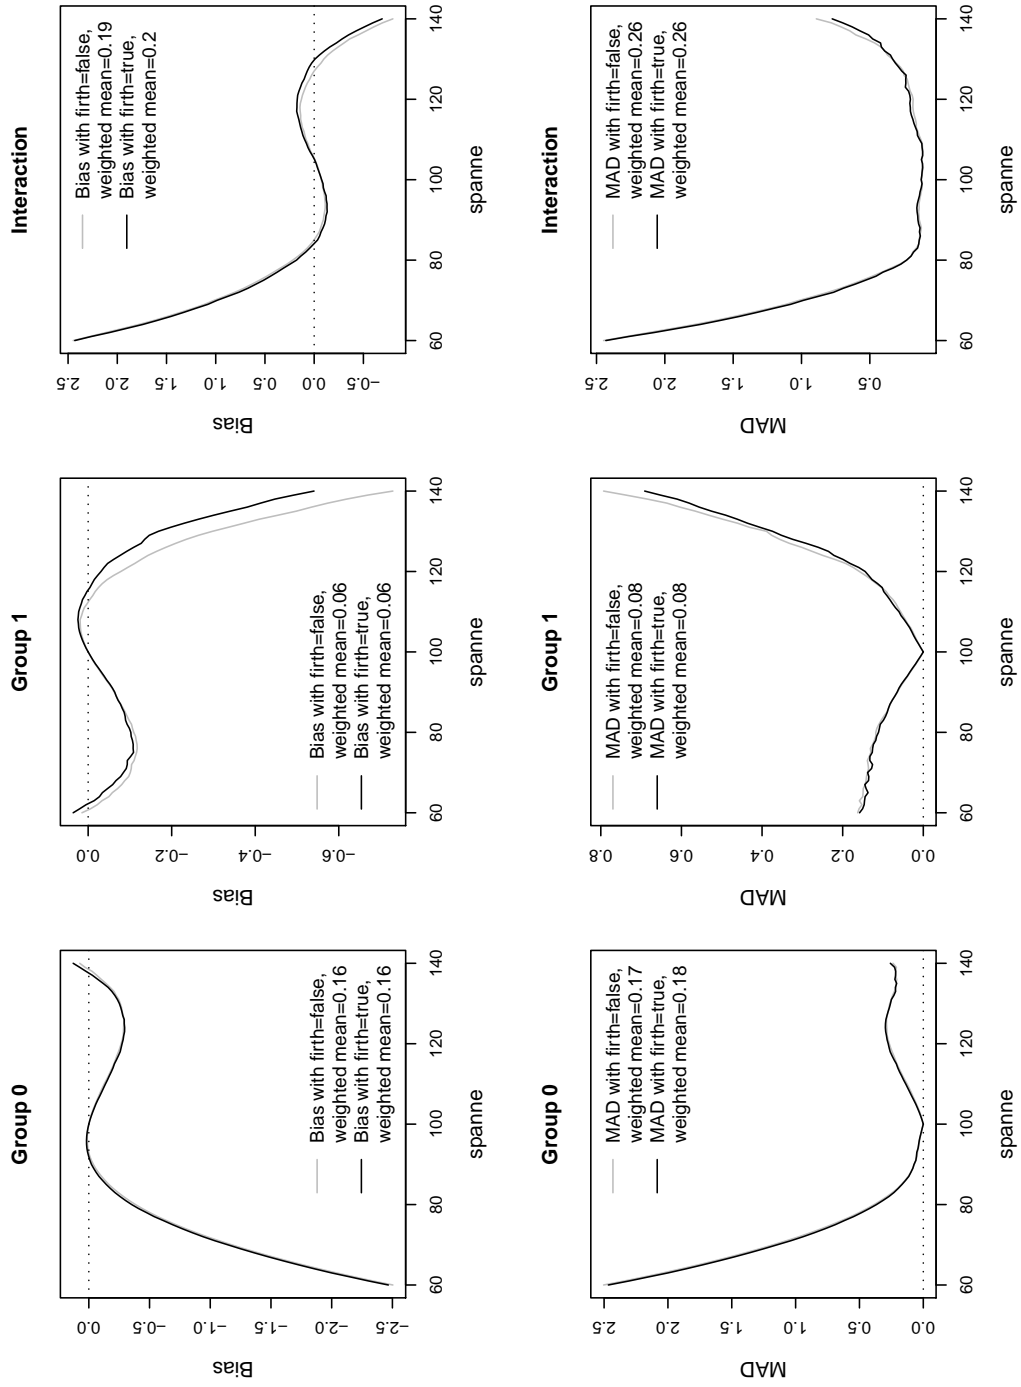 Group 0
Bias
0.0
−0.5
−1.0
−1.5
−2.0
−2.5
Bias with firth=false,
weighted mean=0.16
Bias with firth=true,
weighted mean=0.16
60 80 100 120 140
spanne
Group 1
Bias
0.0
−0.2
−0.4
−0.6
Bias with firth=false,
weighted mean=0.06
Bias with firth=true,
weighted mean=0.06
60 80 100 120 140
spanne
Interaction
Bias
2.5
2.0
1.5
1.0
0.5
0.0
−0.5
Bias with firth=false,
weighted mean=0.19
Bias with firth=true,
weighted mean=0.2
60 80 100 120 140
spanne
Group 0
MAD
2.5
2.0
1.5
1.0
0.5
0.0
MAD with firth=false,
weighted mean=0.17
MAD with firth=true,
weighted mean=0.18
60 80 100 120 140
spanne
Group 1
MAD
0.8
0.6
0.4
0.2
0.0
MAD with firth=false,
weighted mean=0.08
MAD with firth=true,
weighted mean=0.08
60 80 100 120 140
spanne
Interaction
MAD
2.5
2.0
1.5
1.0
0.5
MAD with firth=false,
weighted mean=0.26
MAD with firth=true,
weighted mean=0.26
60 80 100 120 140
spanne